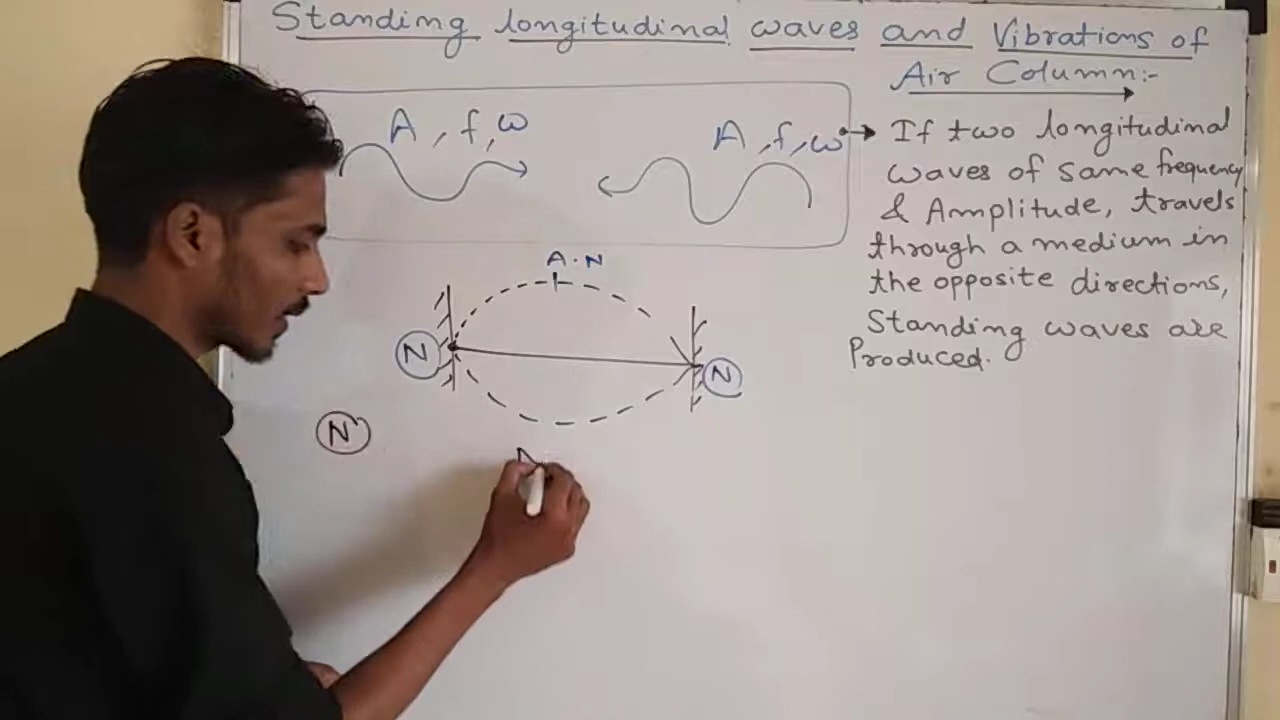 Standing longitudinal waves and Vibrations of
Air Column:-
A, f, ω
A, f, ω
If two longitudinal
waves of same frequency
& Amplitude, travels
through a medium in
the opposite directions,
Standing waves are
Produced.
A.N
N
N
N
N